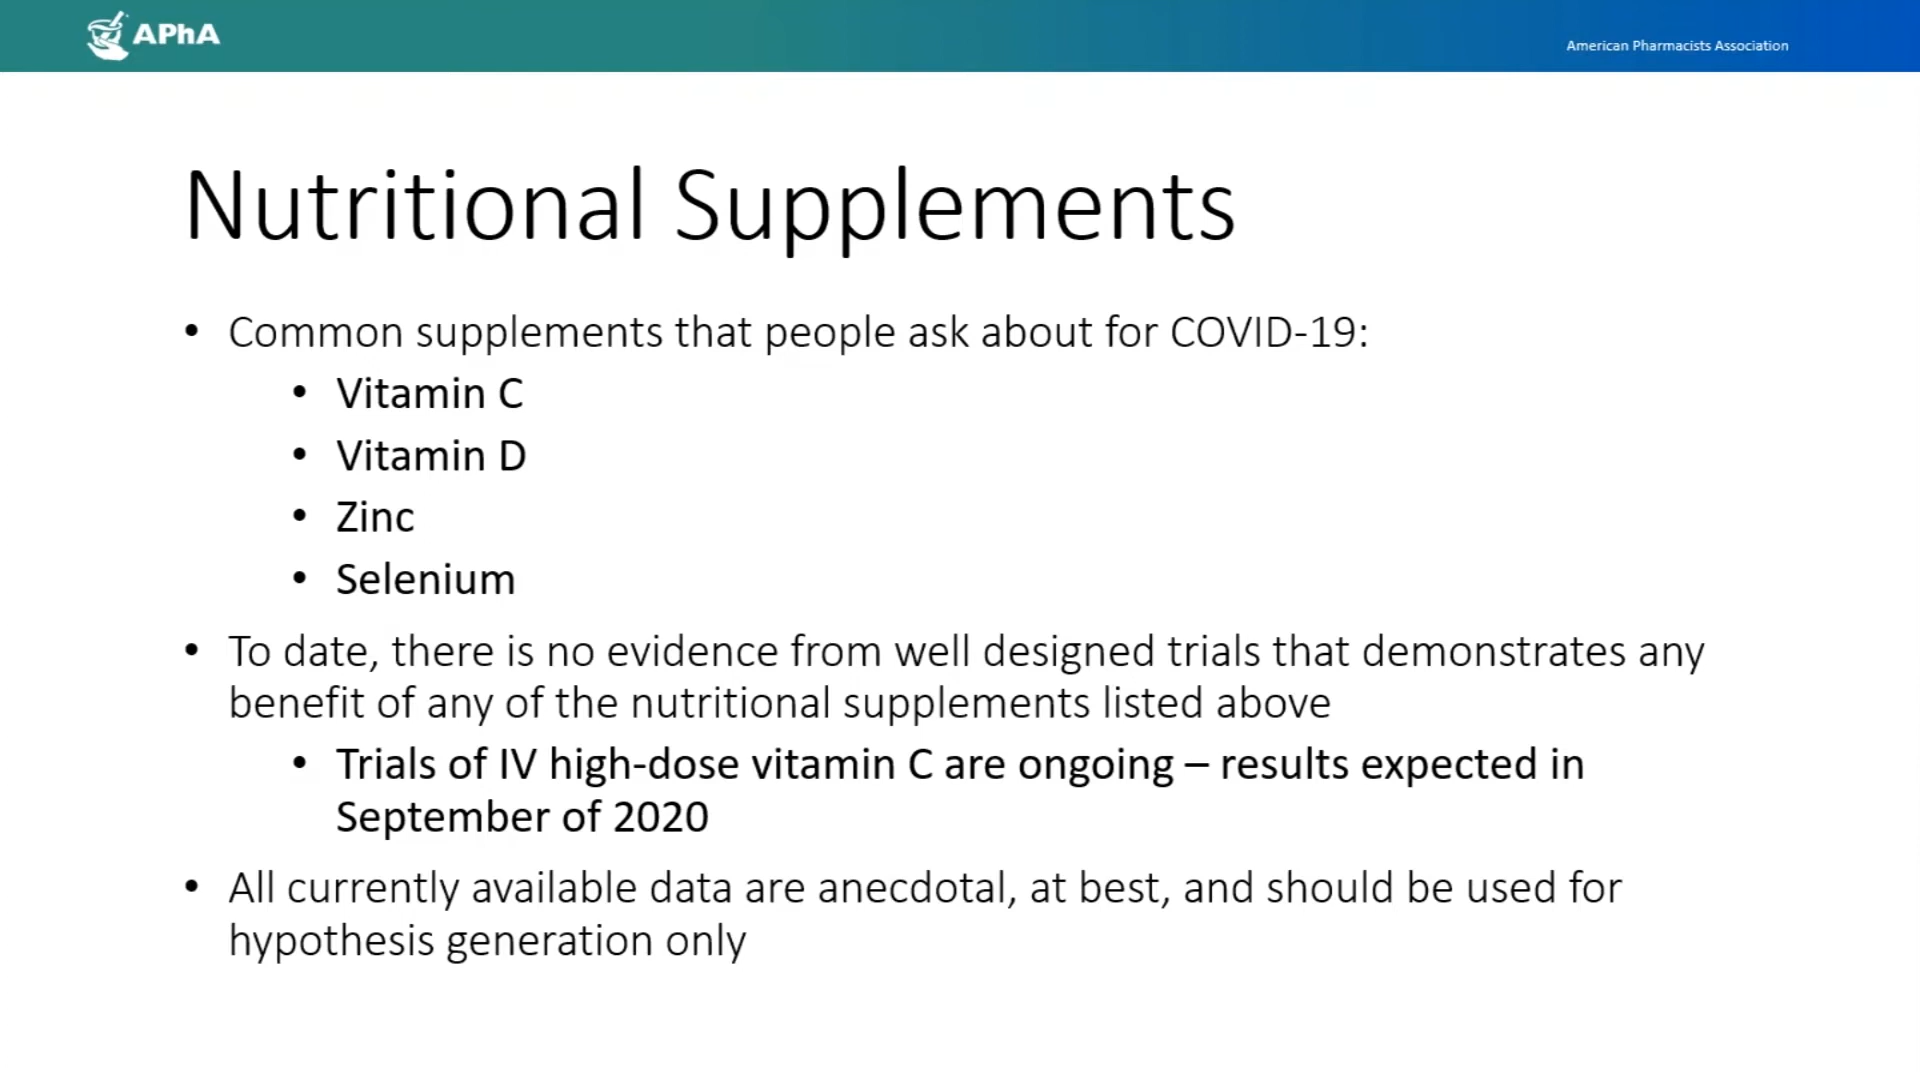 APhA
American Pharmacists Association
Nutritional Supplements
• Common supplements that people ask about for COVID-19:
• Vitamin C
• Vitamin D
• Zinc
• Selenium
• To date, there is no evidence from well designed trials that demonstrates any
benefit of any of the nutritional supplements listed above
• Trials of IV high-dose vitamin C are ongoing – results expected in
September of 2020
• All currently available data are anecdotal, at best, and should be used for
hypothesis generation only